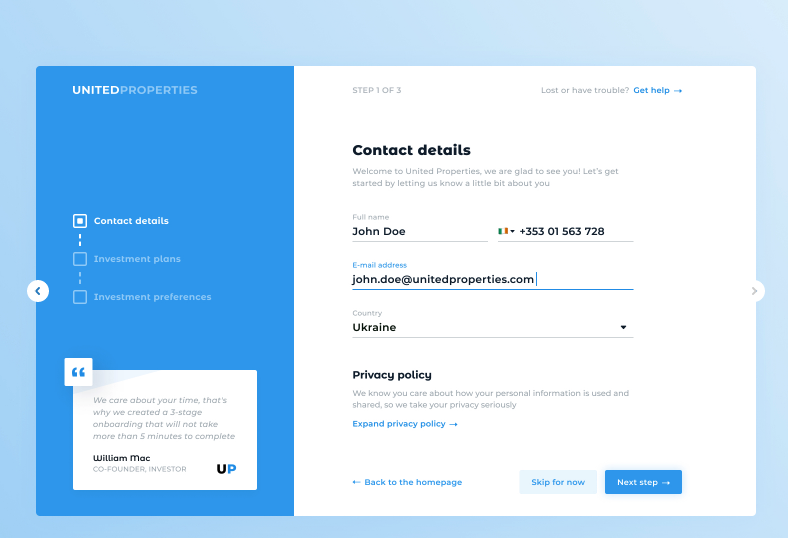 UNITEDPROPERTIES
Contact details
Investment plans
Investment preferences
“
We care about your time, that's
why we created a 3-stage
onboarding that will not take
more than 5 minutes to complete
William Mac
CO-FOUNDER, INVESTOR
UP
STEP 1 OF 3
Lost or have trouble? Get help →
Contact details
Welcome to United Properties, we are glad to see you! Let's get
started by letting us know a little bit about you
Full name
John Doe
+353 01 563 728
E-mail address
john.doe@unitedproperties.com
Country
Ukraine
Privacy policy
We know you care about how your personal information is used and
shared, so we take your privacy seriously
Expand privacy policy →
← Back to the homepage
Skip for now
Next step →